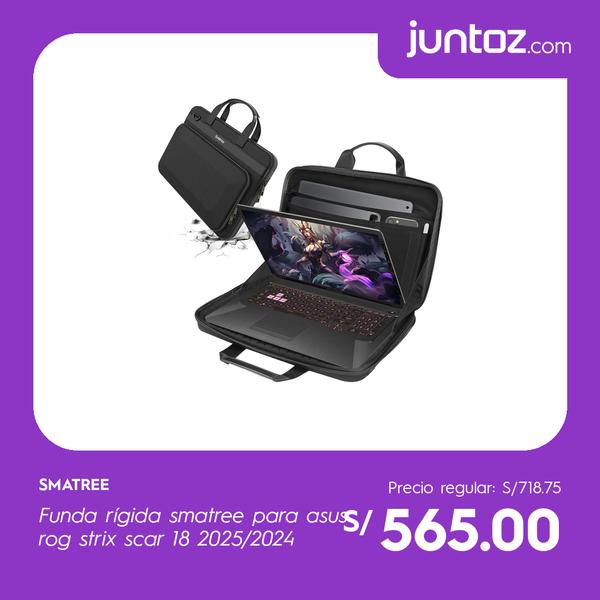 juntoz.com
SMATREE
Funda rígida smatree para asus
rog strix scar 18 2025/2024
Precio regular: S/718.75
S/ 565.00